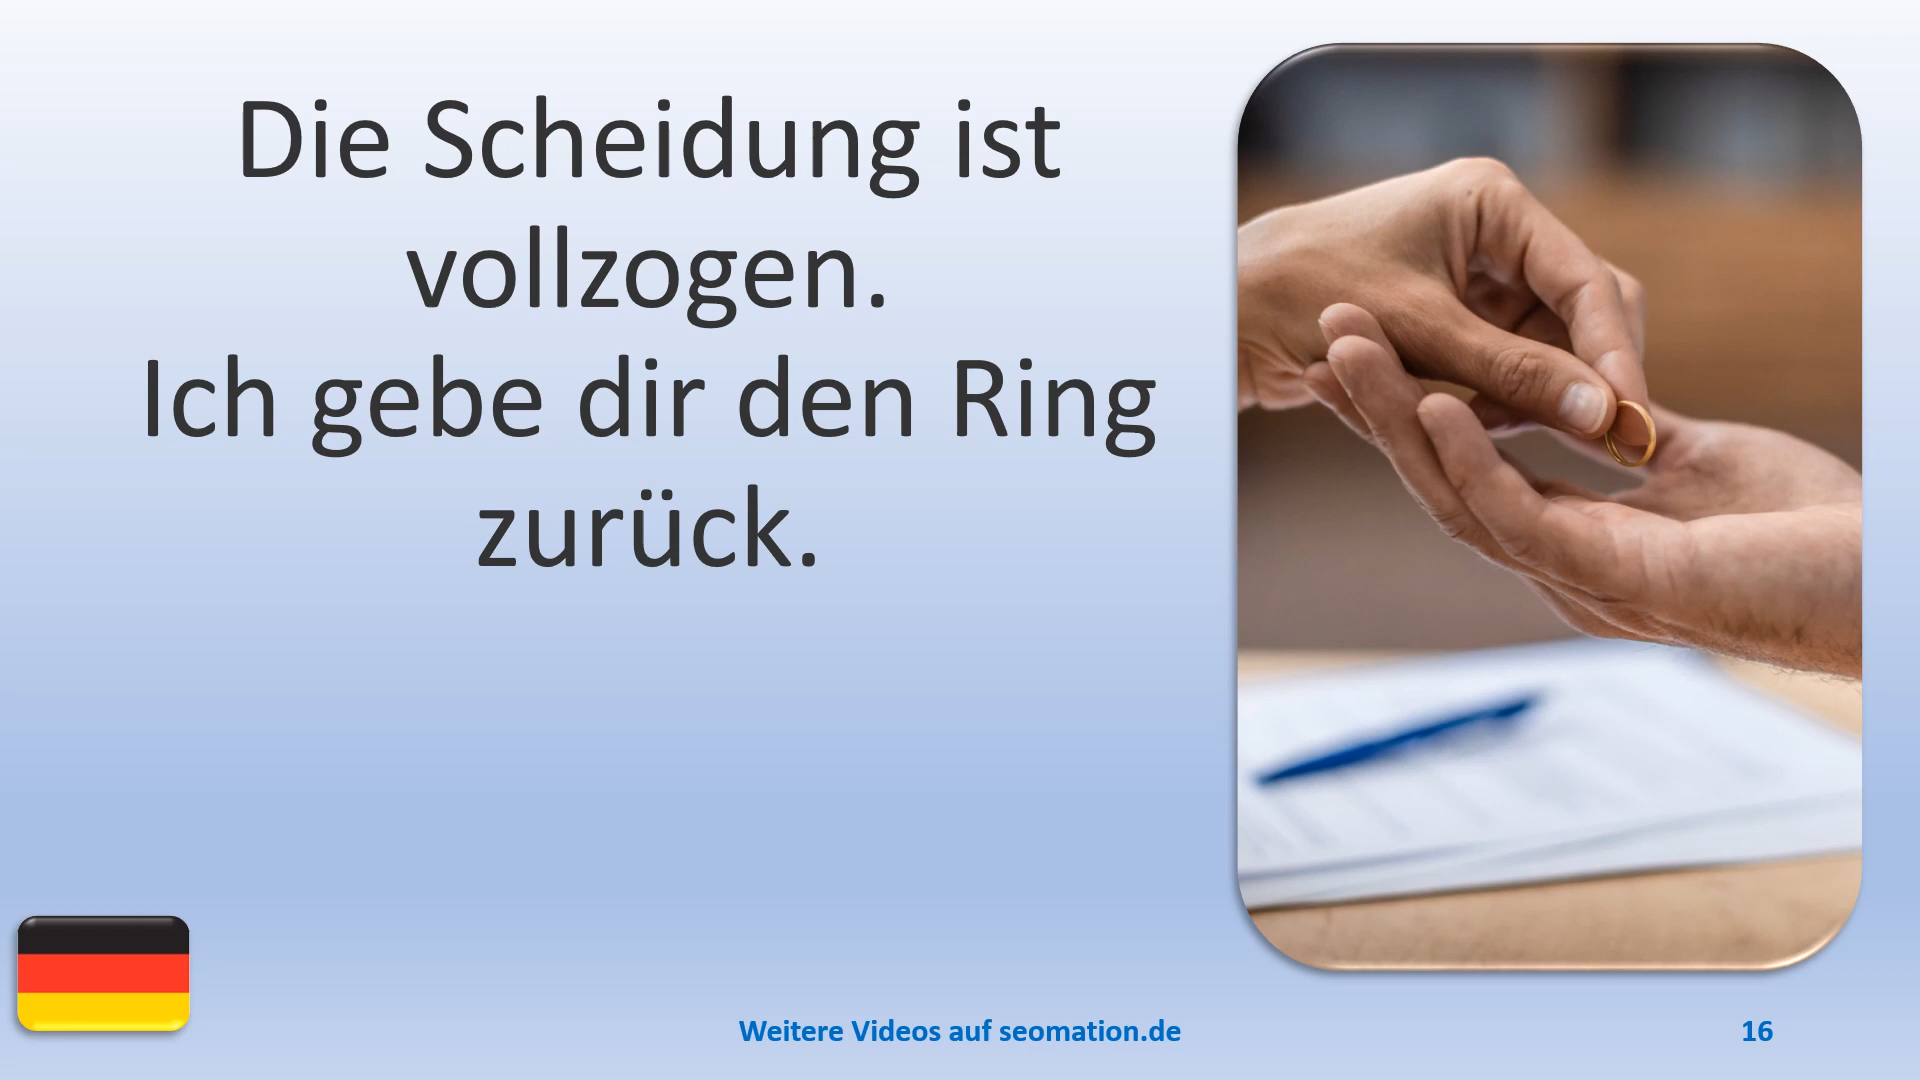 Die Scheidung ist
vollzogen.
Ich gebe dir den Ring
zurück.
Weitere Videos auf seomation.de
16